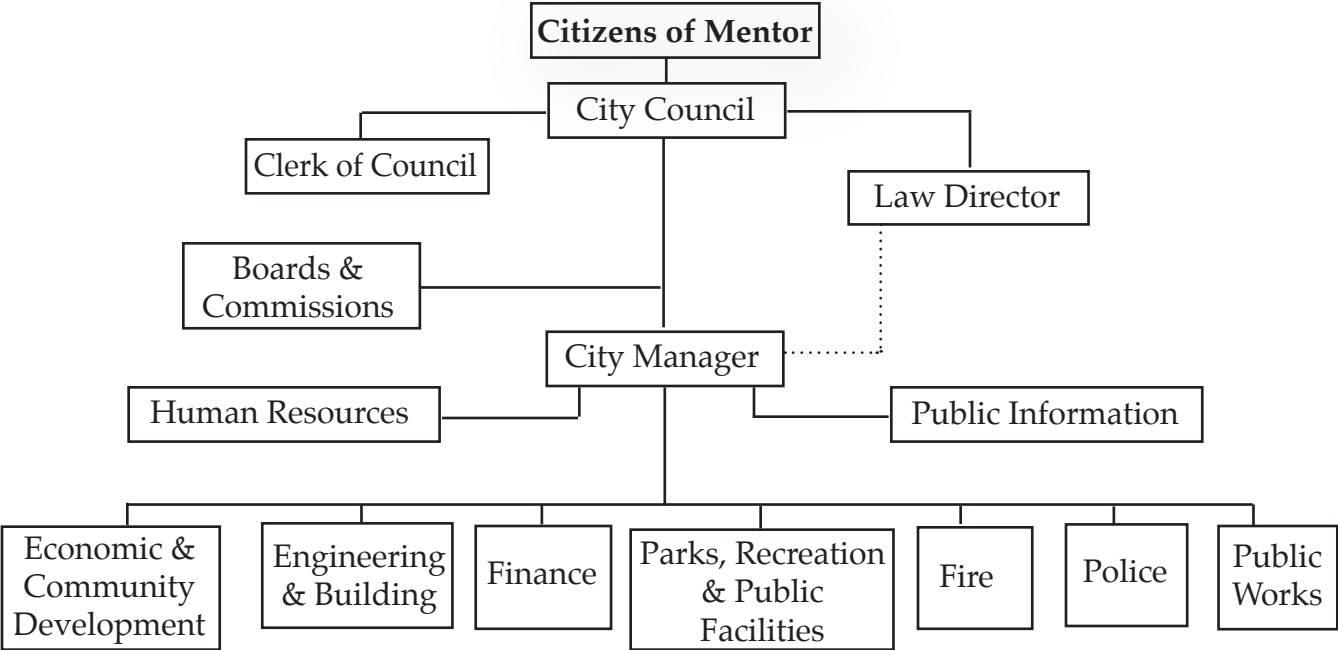 Citizens of Mentor
City Council
Clerk of Council
Law Director
Boards &
Commissions
City Manager
Human Resources
Public Information
Economic &
Community
Development
Engineering
& Building
Finance
Parks, Recreation
& Public
Facilities
Fire
Police
Public
Works